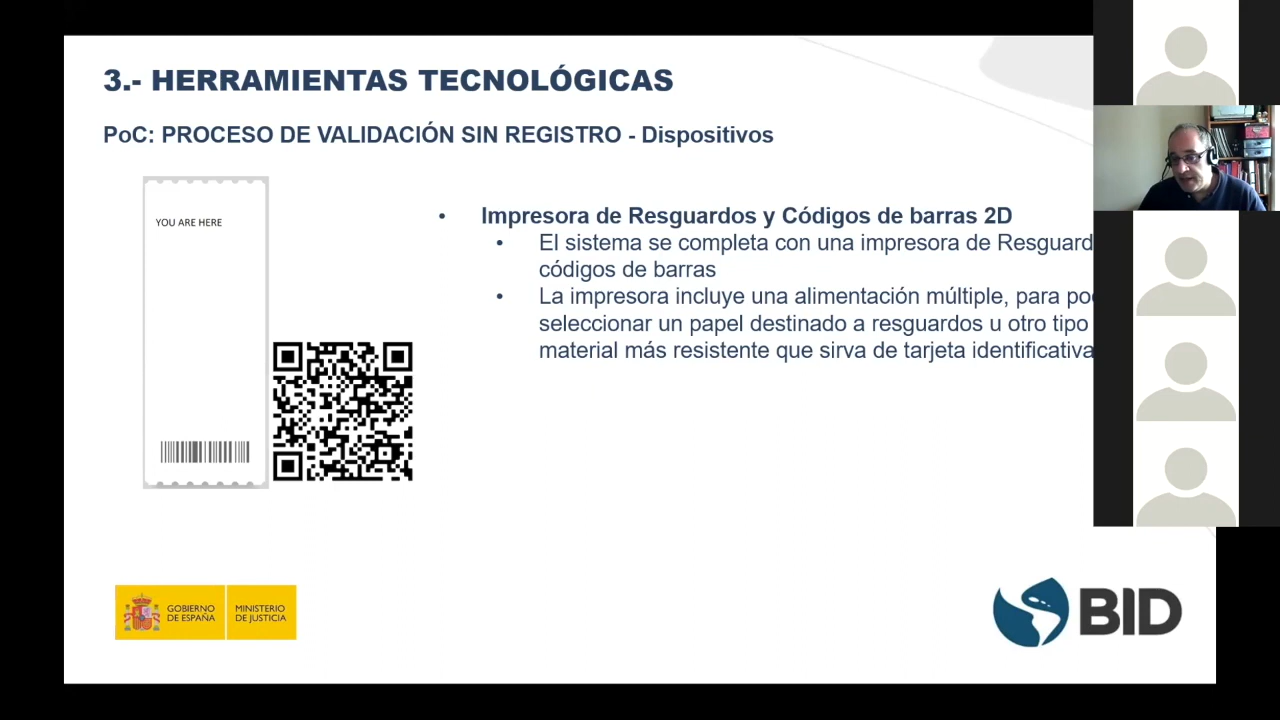 3.- HERRAMIENTAS TECNOLÓGICAS
PoC: PROCESO DE VALIDACIÓN SIN REGISTRO - Dispositivos
YOU ARE HERE
• Impresora de Resguardos y Códigos de barras 2D
• El sistema se completa con una impresora de
códigos de barras
• La impresora incluye una alimentación múltiple, para
seleccionar un papel destinado a resguardos u otro tipo
material más resistente que sirva de tarjeta identificativa
GOBIERNO
DE ESPAÑA
MINISTERIO
DE JUSTICIA
BID